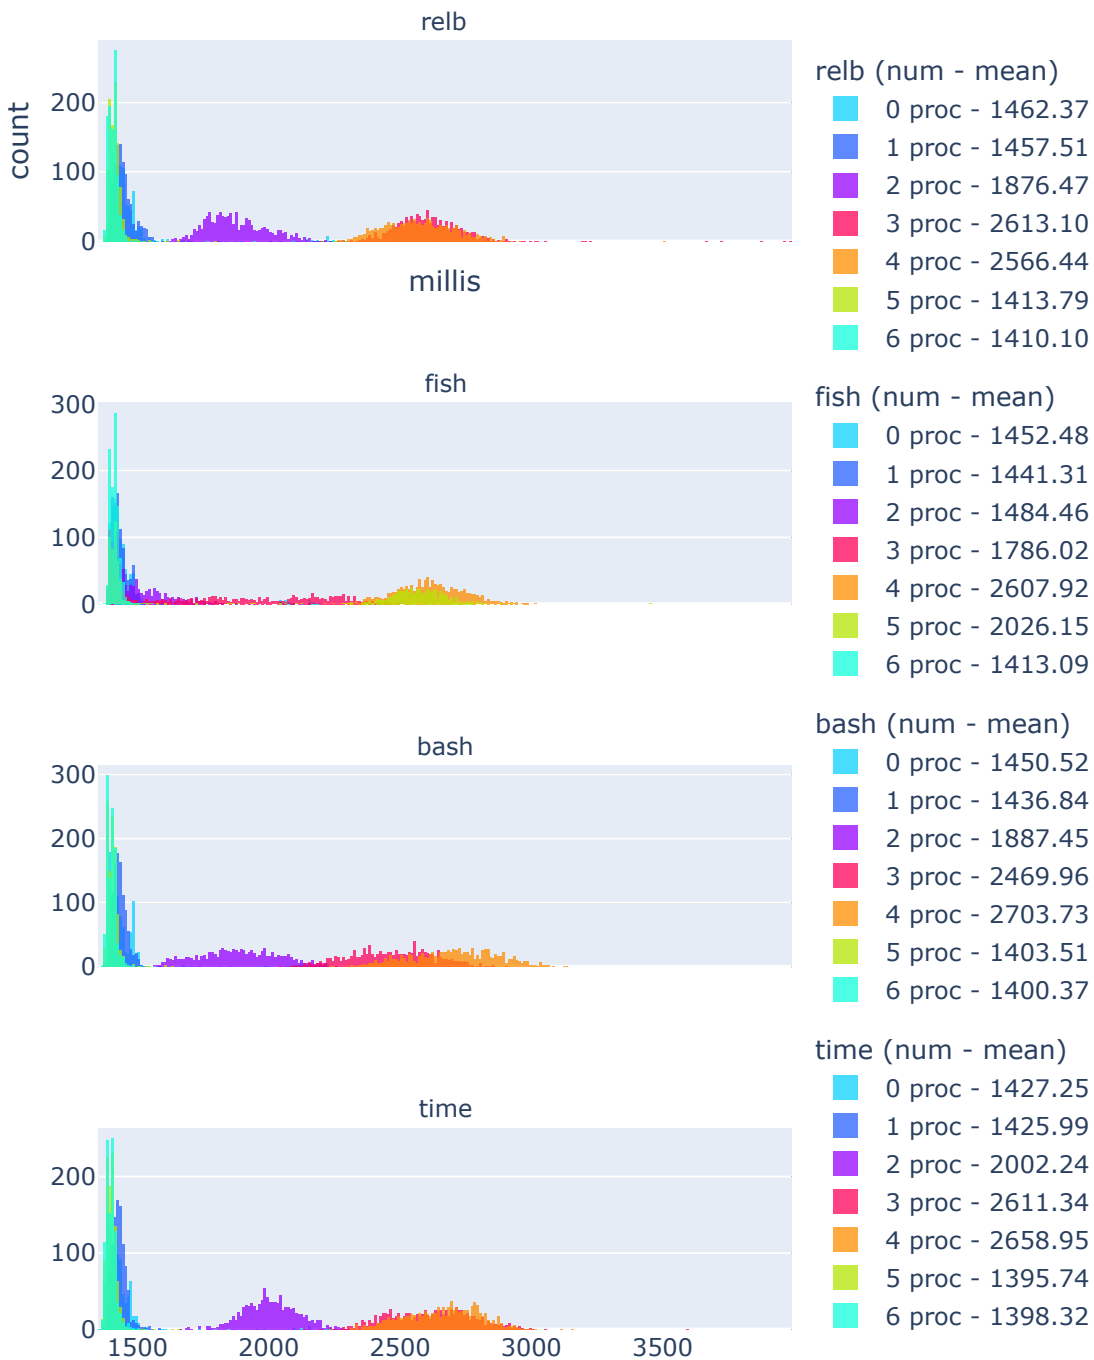 relb
200
100
0
count
millis
relb (num - mean)
0 proc - 1462.37
1 proc - 1457.51
2 proc - 1876.47
3 proc - 2613.10
4 proc - 2566.44
5 proc - 1413.79
6 proc - 1410.10
fish
300
200
100
0
fish (num - mean)
0 proc - 1452.48
1 proc - 1441.31
2 proc - 1484.46
3 proc - 1786.02
4 proc - 2607.92
5 proc - 2026.15
6 proc - 1413.09
bash
300
200
100
0
bash (num - mean)
0 proc - 1450.52
1 proc - 1436.84
2 proc - 1887.45
3 proc - 2469.96
4 proc - 2703.73
5 proc - 1403.51
6 proc - 1400.37
time
200
100
0
1500 2000 2500 3000 3500
time (num - mean)
0 proc - 1427.25
1 proc - 1425.99
2 proc - 2002.24
3 proc - 2611.34
4 proc - 2658.95
5 proc - 1395.74
6 proc - 1398.32